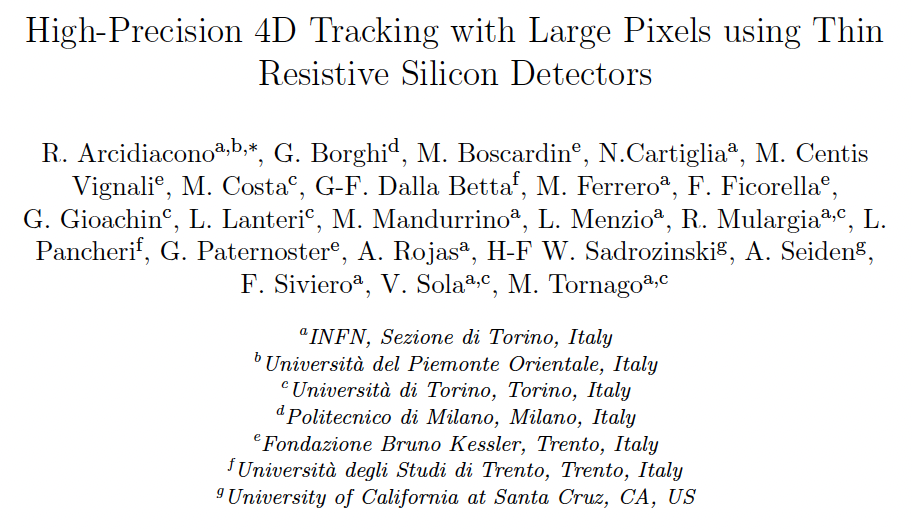 High-Precision 4D Tracking with Large Pixels using Thin
Resistive Silicon Detectors
R. Arcidiaconoᵃ,ᵇ,*, G. Borghiᵈ, M. Boscardinᵉ, N.Cartigliaᵃ, M. Centis
Vignaliᵉ, M. Costaᶜ, G-F. Dalla Bettaᶠ, M. Ferreroᵃ, F. Ficorellaᵉ,
G. Gioachinᶜ, L. Lanteriᶜ, M. Mandurrinoᵃ, L. Menzioᵃ, R. Mulargiaᵃ,ᶜ, L.
Pancheriᶠ, G. Paternosterᵉ, A. Rojasᵃ, H-F W. Sadrozinskiᵍ, A. Seidenᵍ,
F. Sivieroᵃ, V. Solaᵃ,ᶜ, M. Tornagoᵃ,ᶜ
ᵃINFN, Sezione di Torino, Italy
ᵇUniversità del Piemonte Orientale, Italy
ᶜUniversità di Torino, Torino, Italy
ᵈPolitecnico di Milano, Milano, Italy
ᵉFondazione Bruno Kessler, Trento, Italy
ᶠUniversità degli Studi di Trento, Trento, Italy
ᵍUniversity of California at Santa Cruz, CA, US